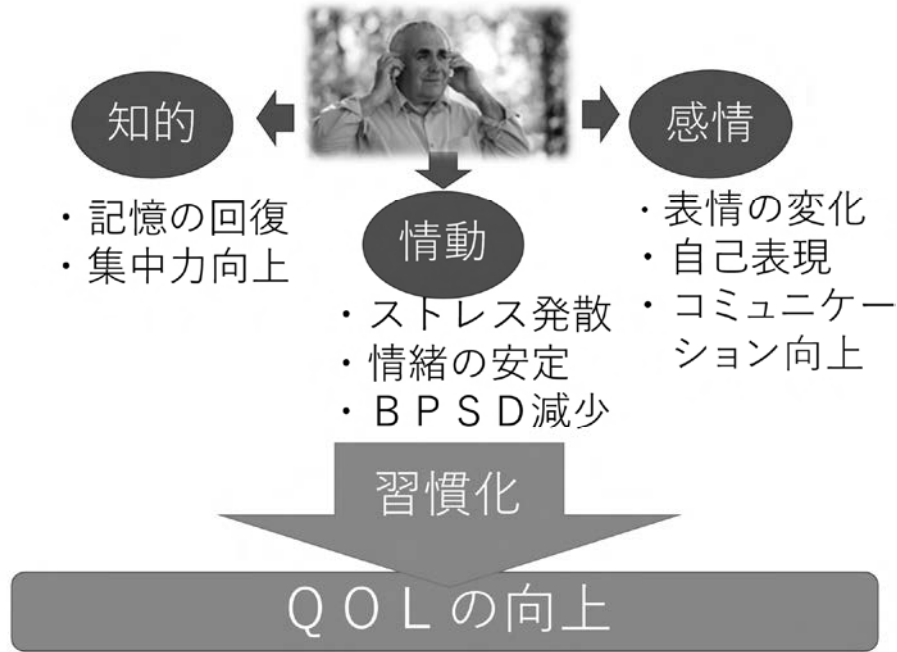 知的
・記憶の回復
・集中力向上
情動
・ストレス発散
・情緒の安定
・ＢＰＳＤ減少
感情
・表情の変化
・自己表現
・コミュニケー
ション向上
習慣化
ＱＯＬの向上